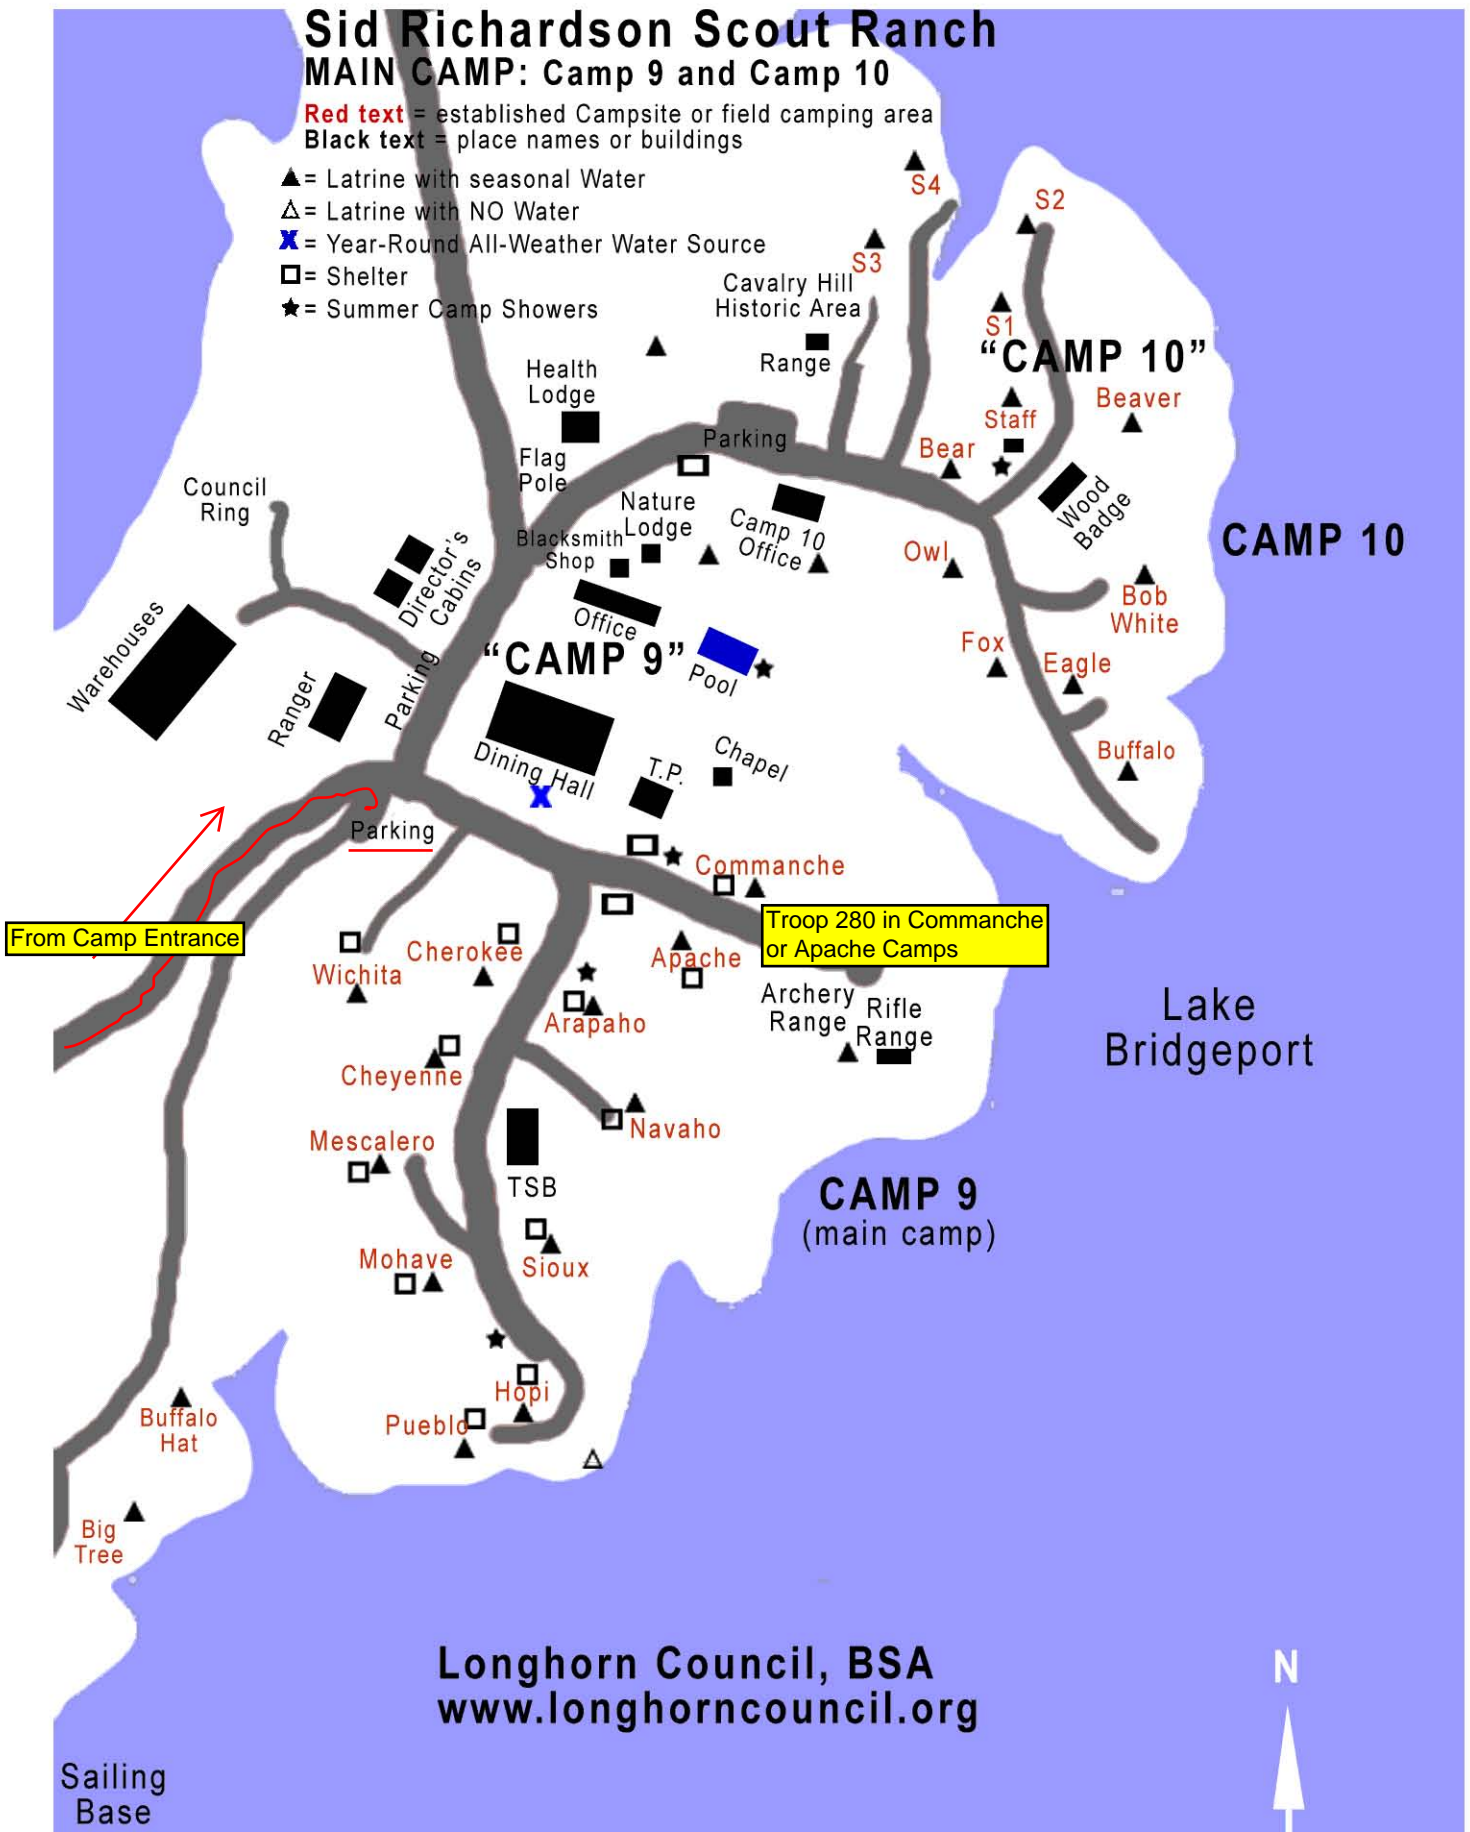 Sid Richardson Scout Ranch
MAIN CAMP: Camp 9 and Camp 10
Red text = established Campsite or field camping area
Black text = place names or buildings
= Latrine with seasonal Water
= Latrine with NO Water
X = Year-Round All-Weather Water Source
= Shelter
= Summer Camp Showers
S4
S2
S3
Cavalry Hill
Historic Area
Range
S1
"CAMP 10"
Health
Lodge
Staff
Beaver
Parking
Bear
Flag
Pole
Wood
Badge
Council
Ring
Nature
Lodge
Camp 10
Office
CAMP 10
Blacksmith
Shop
Owl
Director's
Cabins
Bob
White
Warehouses
Office
"CAMP 9"
Pool
Fox
Eagle
Ranger
Parking
Dining Hall
T.P.
Chapel
Buffalo
X
Parking
Commanche
From Camp Entrance
Troop 280 in Commanche
or Apache Camps
Wichita
Cherokee
Apache
Archery
Range
Rifle
Range
Lake
Bridgeport
Arapaho
Cheyenne
Navaho
Mescalero
TSB
CAMP 9
(main camp)
Mohave
Sioux
Hopi
Pueblo
Buffalo
Hat
Big
Tree
Longhorn Council, BSA
www.longhorncouncil.org
N
Sailing
Base